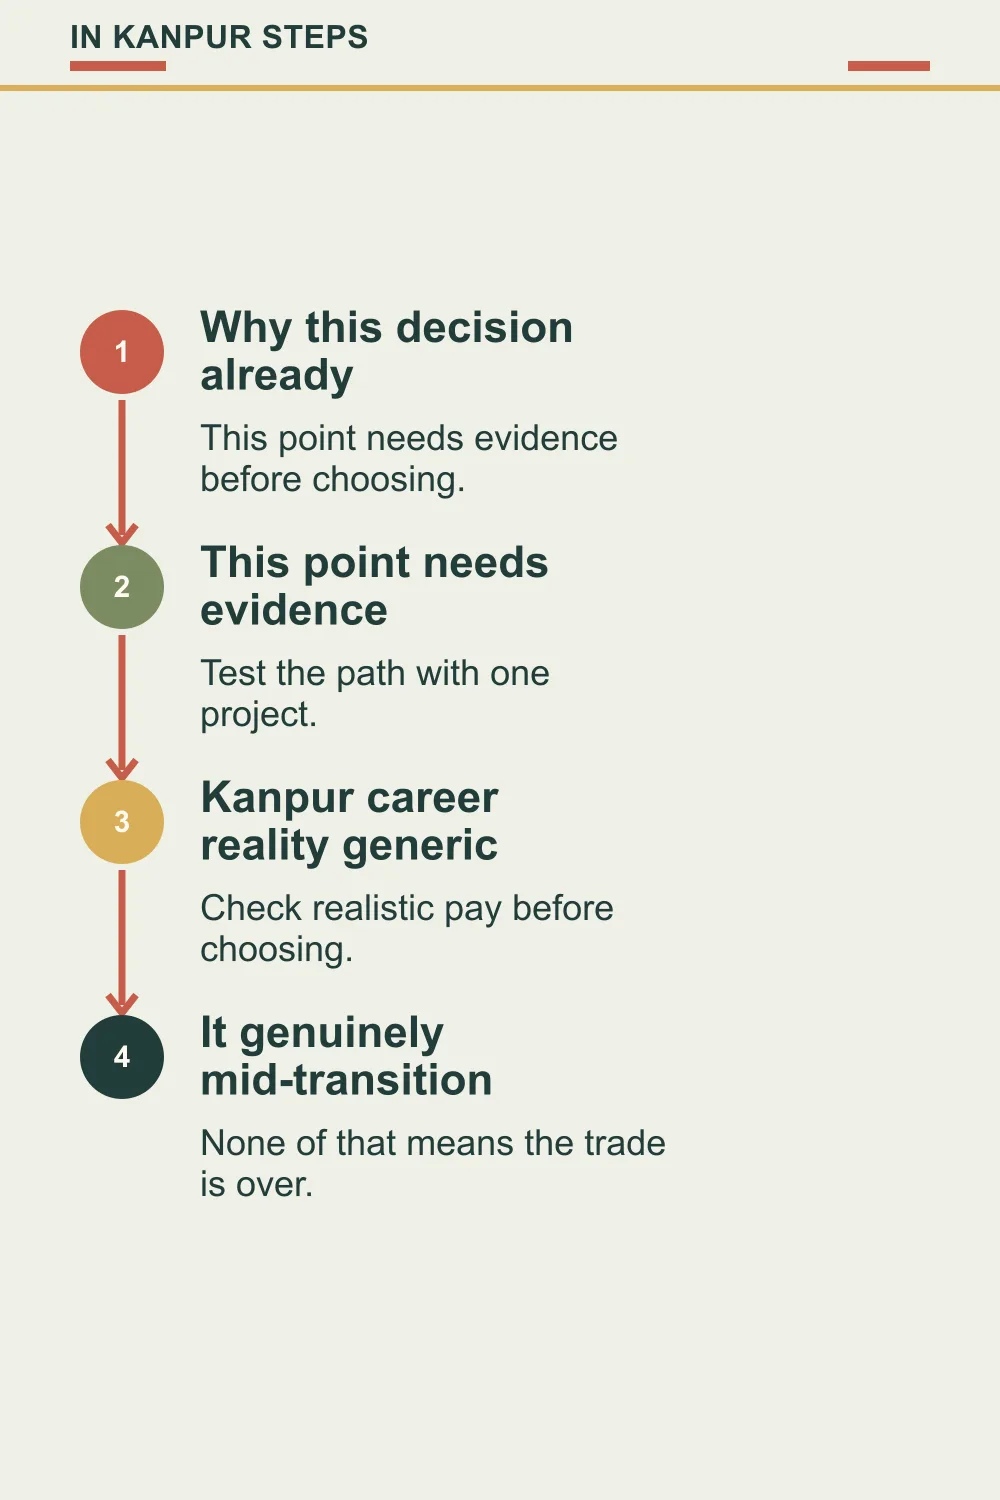 IN KANPUR STEPS
1
Why this decision
already
This point needs evidence
before choosing.
2
This point needs
evidence
Test the path with one
project.
3
Kanpur career
reality generic
Check realistic pay before
choosing.
4
It genuinely
mid-transition
None of that means the trade
is over.